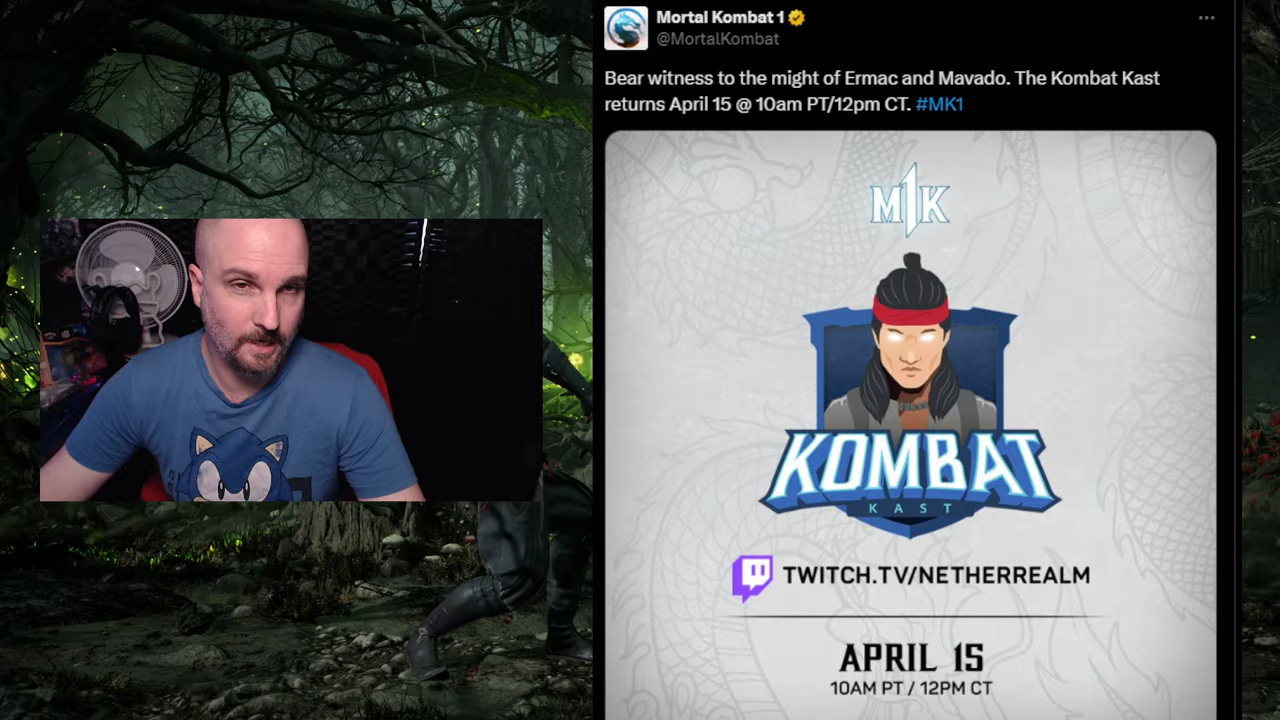 Mortal Kombat 1
@MortalKombat
Bear witness to the might of Ermac and Mavado. The Kombat Kast
returns April 15 @ 10am PT/12pm CT. #MK1
M1K
KOMBAT
KAST
TWITCH.TV/NETHERREALM
APRIL 15
10AM PT / 12PM CT